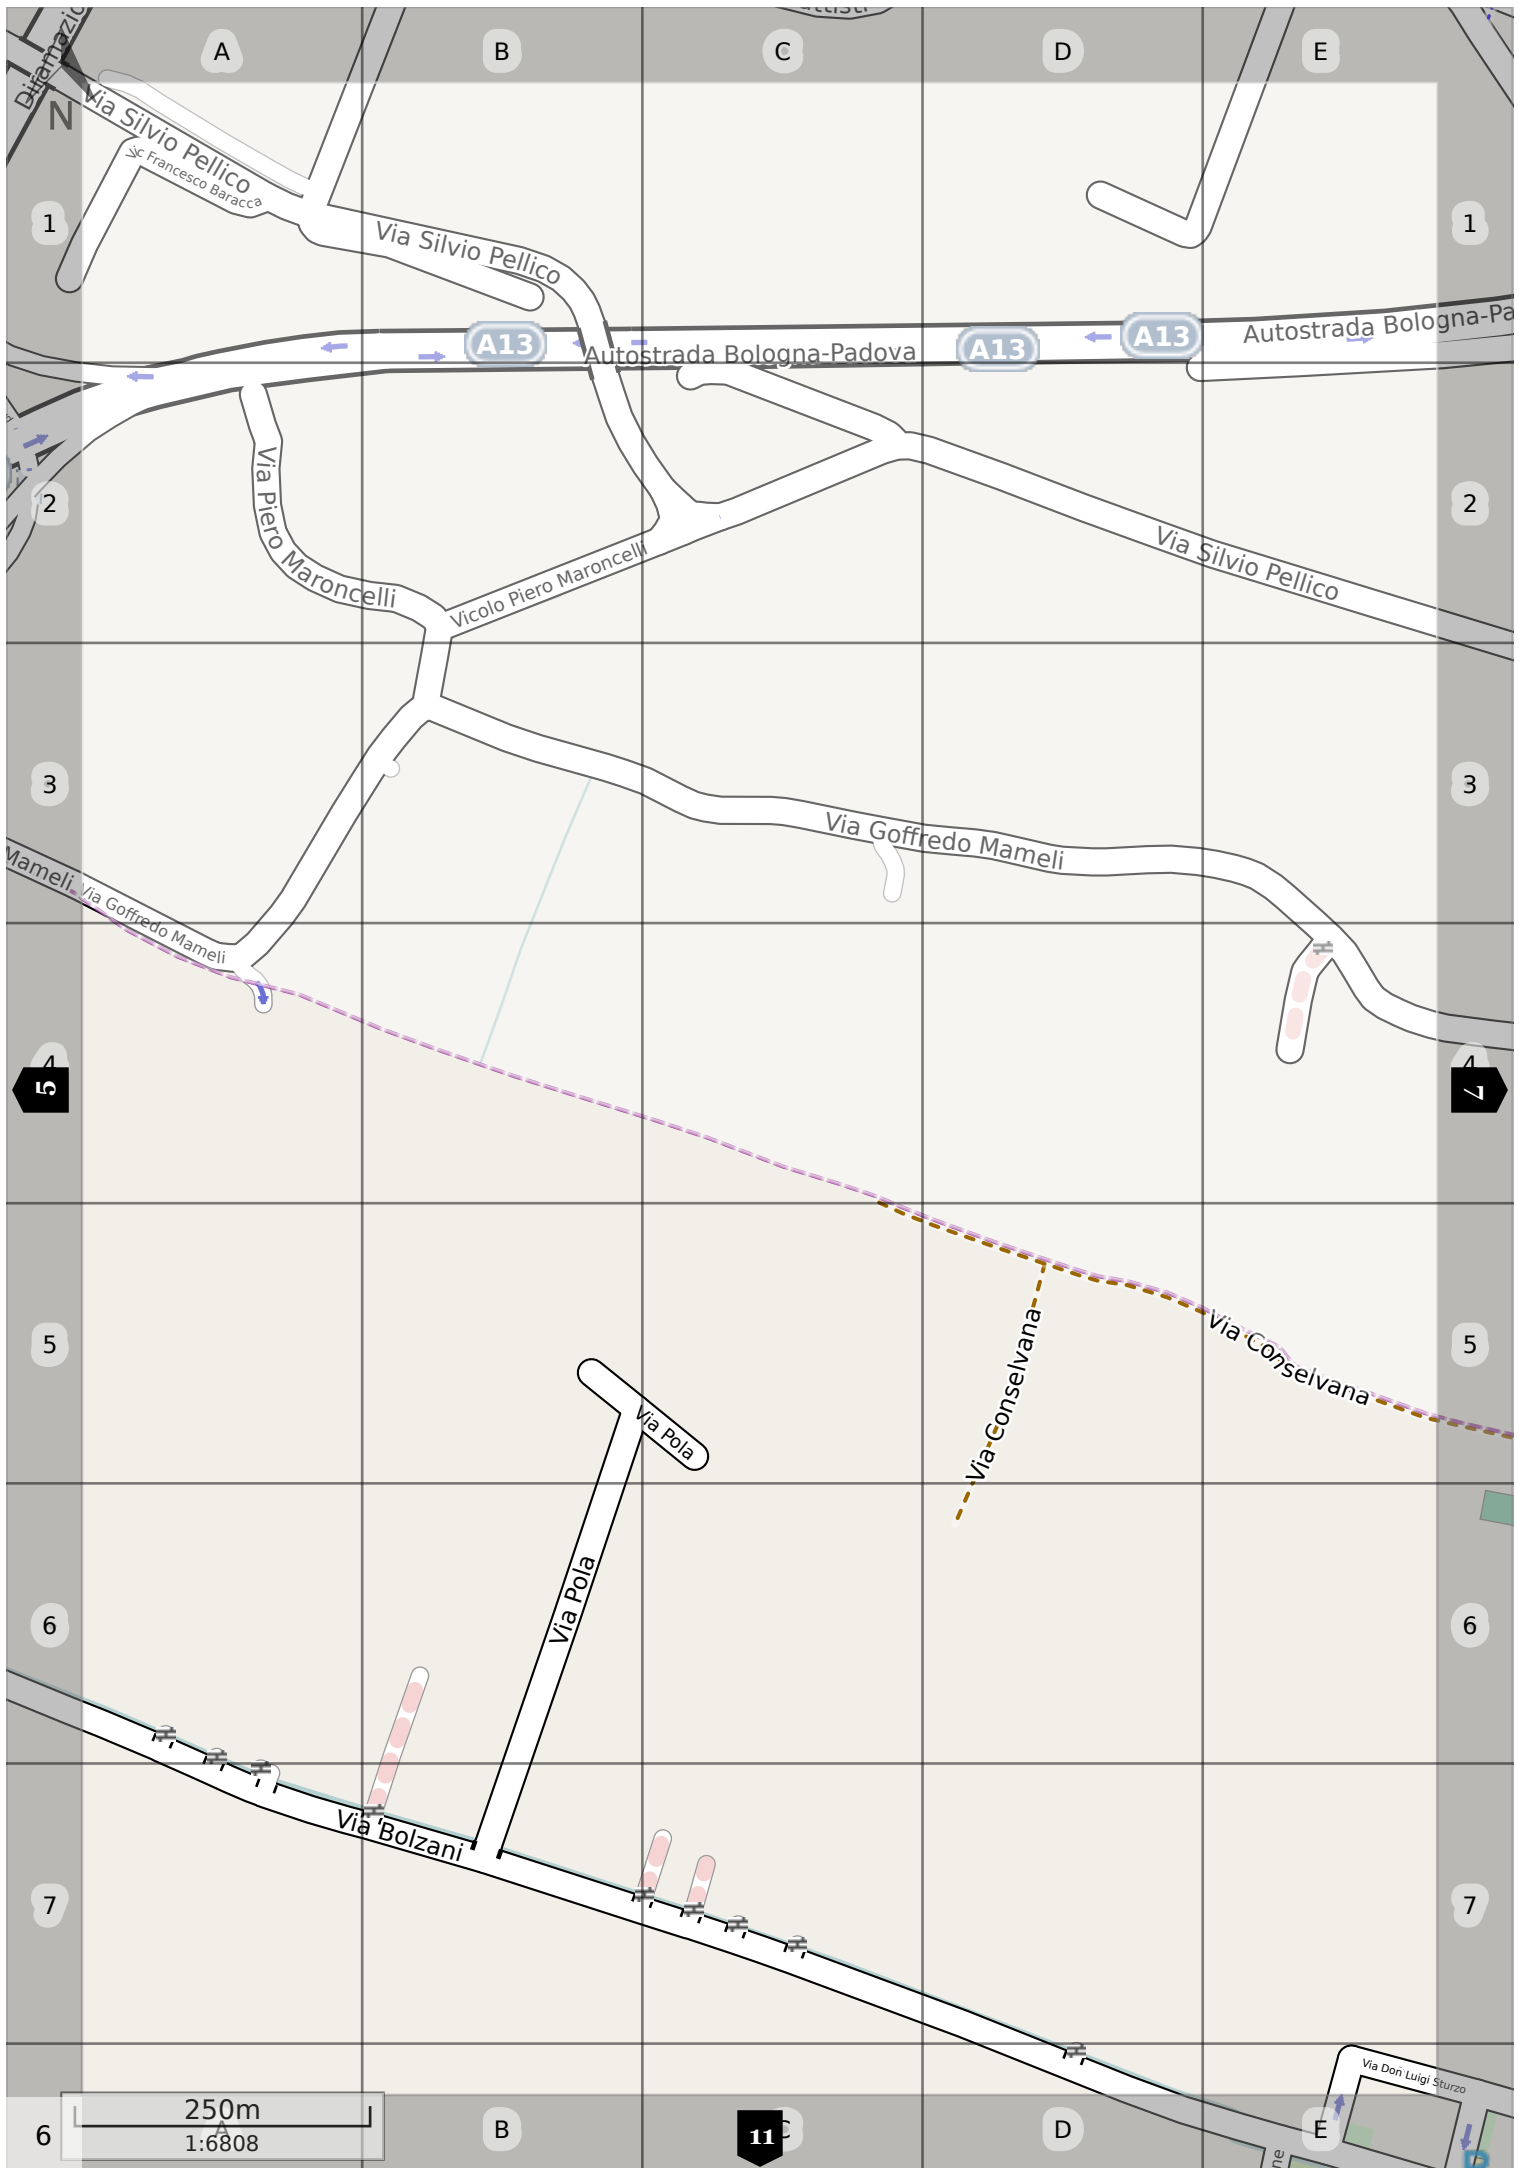 A
B
C
D
E
N
Via Silvio Pellico
Vic Francesco Baracca
1
Via Silvio Pellico
1
A13
Autostrada Bologna-Padova
A13
A13
Autostrada Bologna-Pa
2
Via Piero Maroncelli
Vicolo Piero Maroncelli
Via Silvio Pellico
2
3
Via Goffredo Mameli
3
Mameli
Via Goffredo Mameli
4
4
5
7
5
Via Conselvana
Via Conselvana
5
Via Pola
6
Via Pola
6
Via Bolzani
7
7
Via Don Luigi Sturzo
6
250m
1:6808
A
B
11
C
D
E